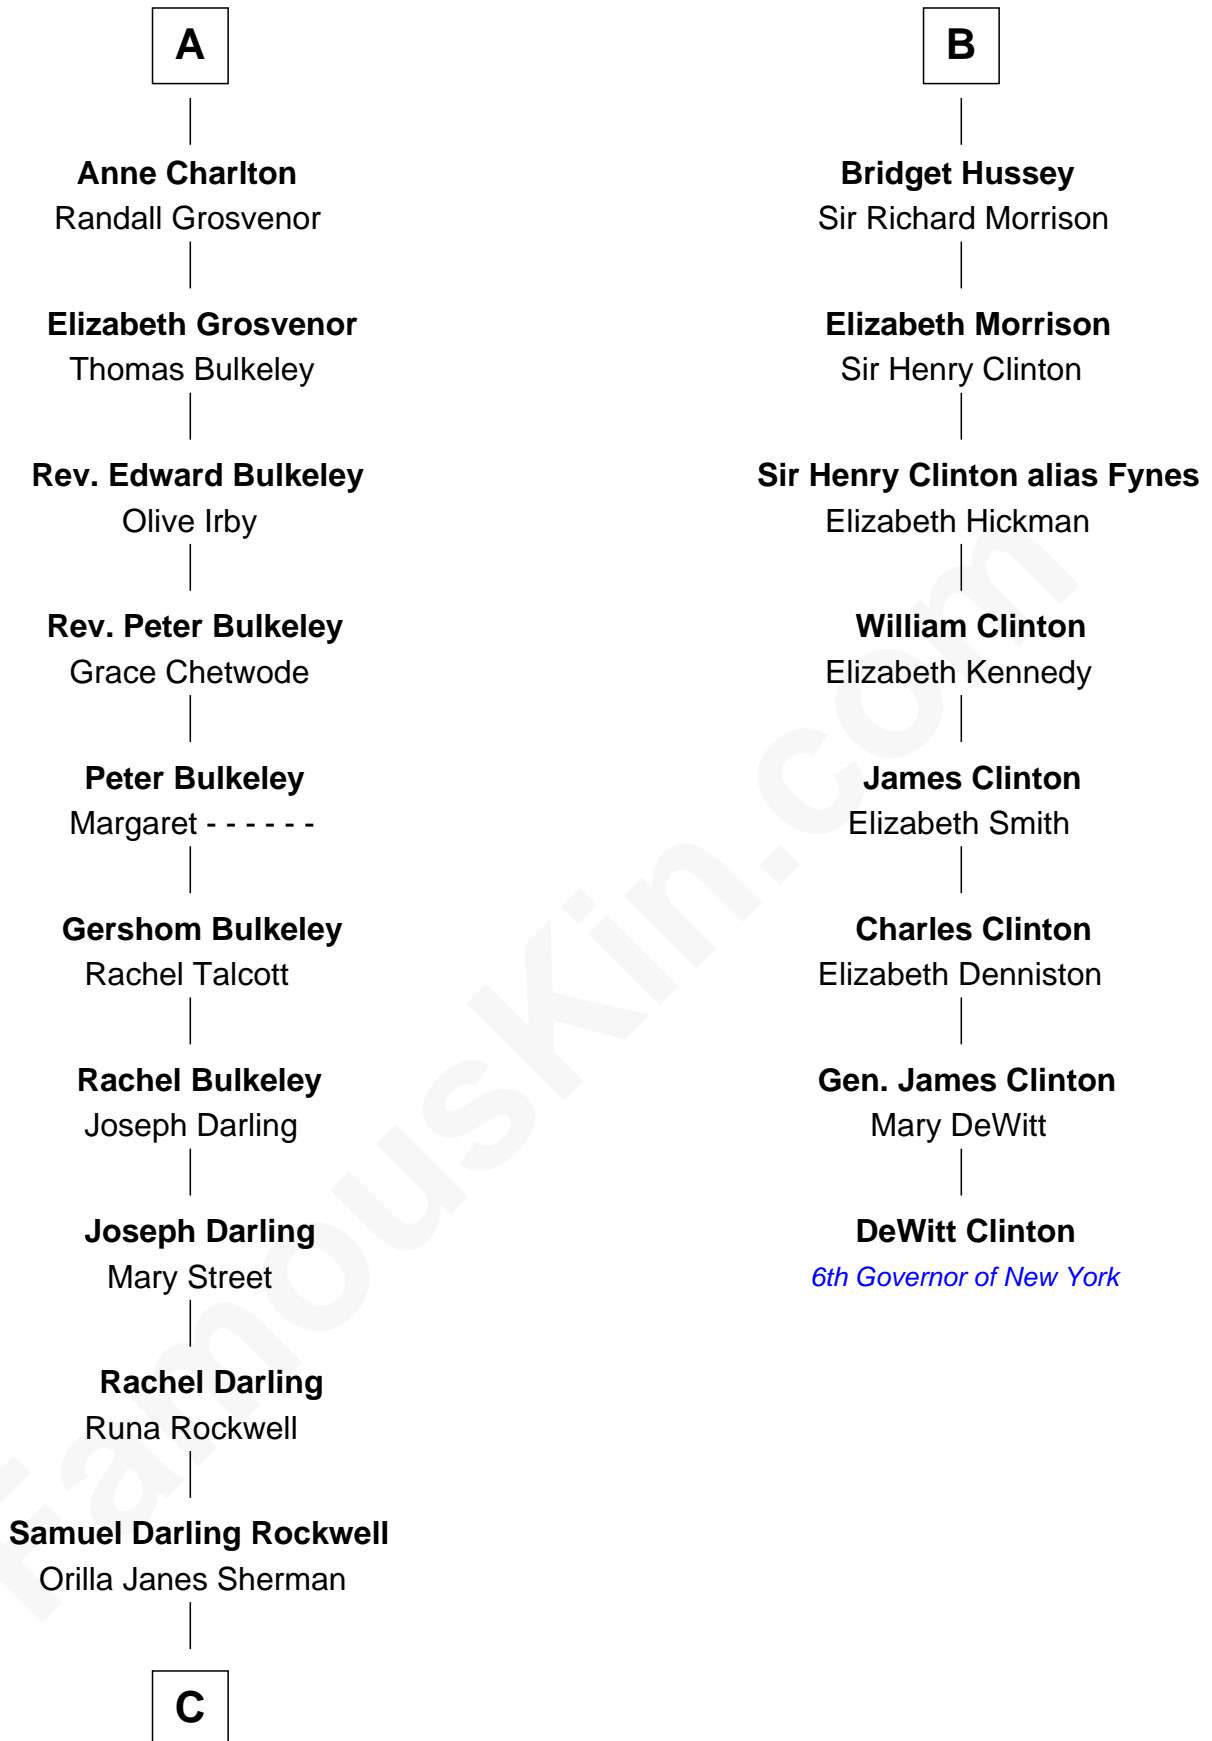 A
Anne Charlton
Randall Grosvenor
Elizabeth Grosvenor
Thomas Bulkeley
Rev. Edward Bulkeley
Olive Irby
Rev. Peter Bulkeley
Grace Chetwode
Peter Bulkeley
Margaret - - - - - -
Gershom Bulkeley
Rachel Talcott
Rachel Bulkeley
Joseph Darling
Joseph Darling
Mary Street
Rachel Darling
Runa Rockwell
Samuel Darling Rockwell
Orilla Janes Sherman
C
B
Bridget Hussey
Sir Richard Morrison
Elizabeth Morrison
Sir Henry Clinton
Sir Henry Clinton alias Fynes
Elizabeth Hickman
William Clinton
Elizabeth Kennedy
James Clinton
Elizabeth Smith
Charles Clinton
Elizabeth Denniston
Gen. James Clinton
Mary DeWitt
DeWitt Clinton
6th Governor of New York
FamousKin.com